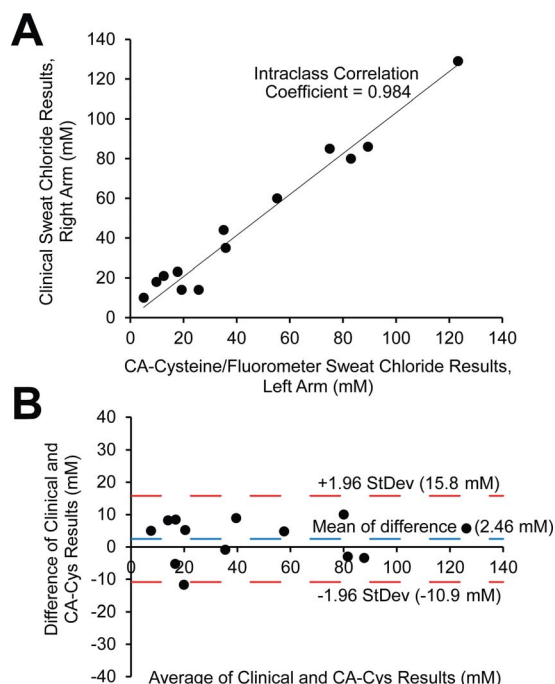 A
Clinical Sweat Chloride Results,
Right Arm (mM)
140
120
100
80
60
40
20
0
Intraclass Correlation
Coefficient = 0.984
0 20 40 60 80 100 120 140
CA-Cysteine/Fluorometer Sweat Chloride Results,
Left Arm (mM)
B
Difference of Clinical and
CA-Cys Results (mM)
40
30
20
10
0
-10
-20
-30
-40
+1.96 StDev (15.8 mM)
Mean of difference (2.46 mM)
0 20 40 60 80 100 120 140
-1.96 StDev (-10.9 mM)
Average of Clinical and CA-Cys Results (mM)